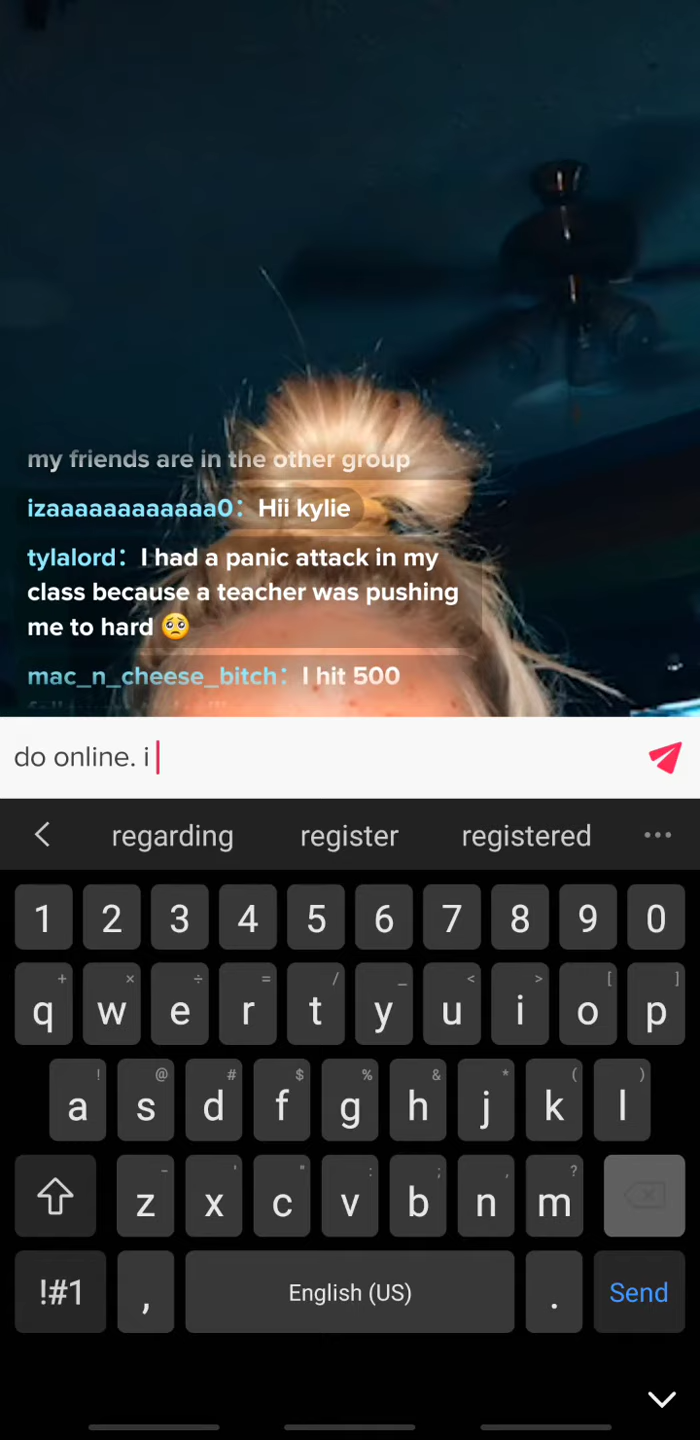 my friends are in the other group
izaaaaaaaaaaaa0: Hii kylie
tylalord: I had a panic attack in my
class because a teacher was pushing
me to hard 🥺
mac_n_cheese_bitch: I hit 500
do online. i
regarding register registered
1 2 3 4 5 6 7 8 9 0
+ × ÷ = / _ < > [ ]
q w e r t y u i o p
! @ # $ % & * ( )
a s d f g h j k l
- ' " : ; , ?
z x c v b n m
!#1 , English (US) . Send